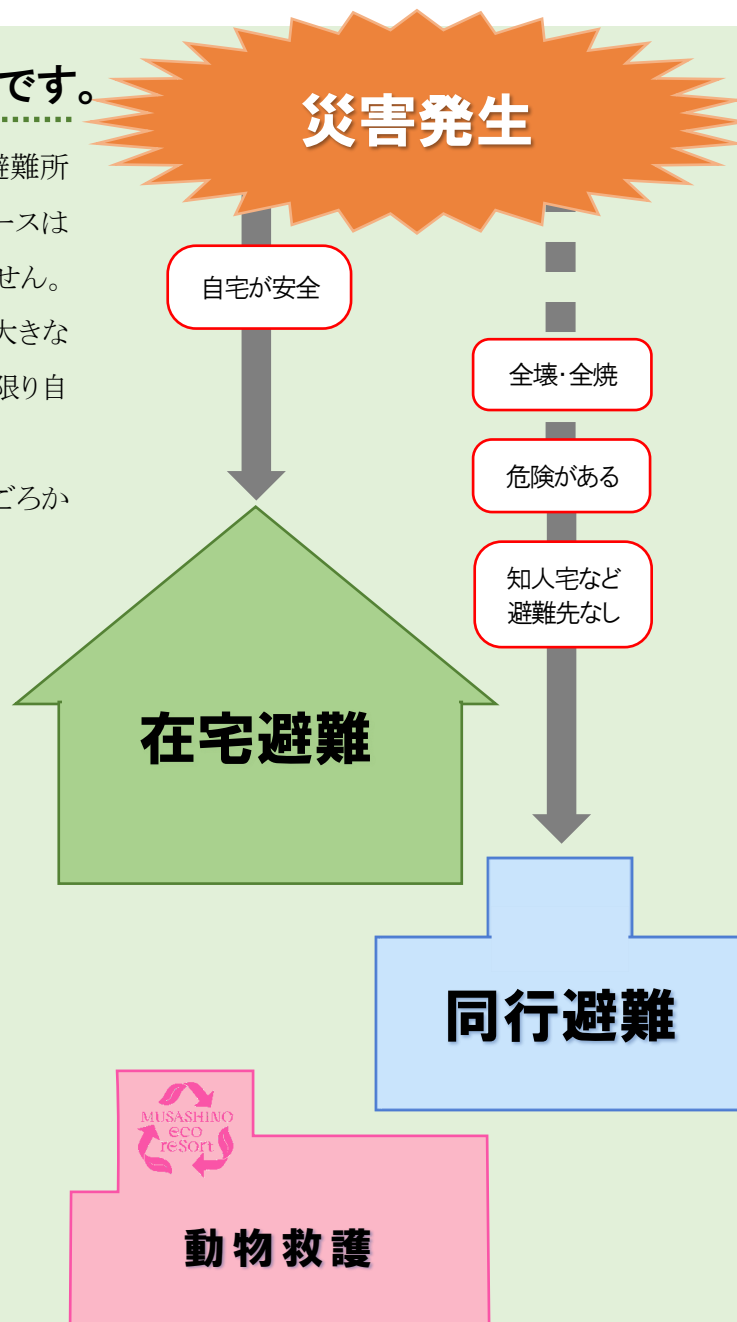 です。
避難所
ースは
せん。
大きな
限り自
ごろか
災害発生
自宅が安全
全壊・全焼
危険がある
知人宅など
避難先なし
在宅避難
同行避難
MUSASHINO
eco
reSort
動物救護